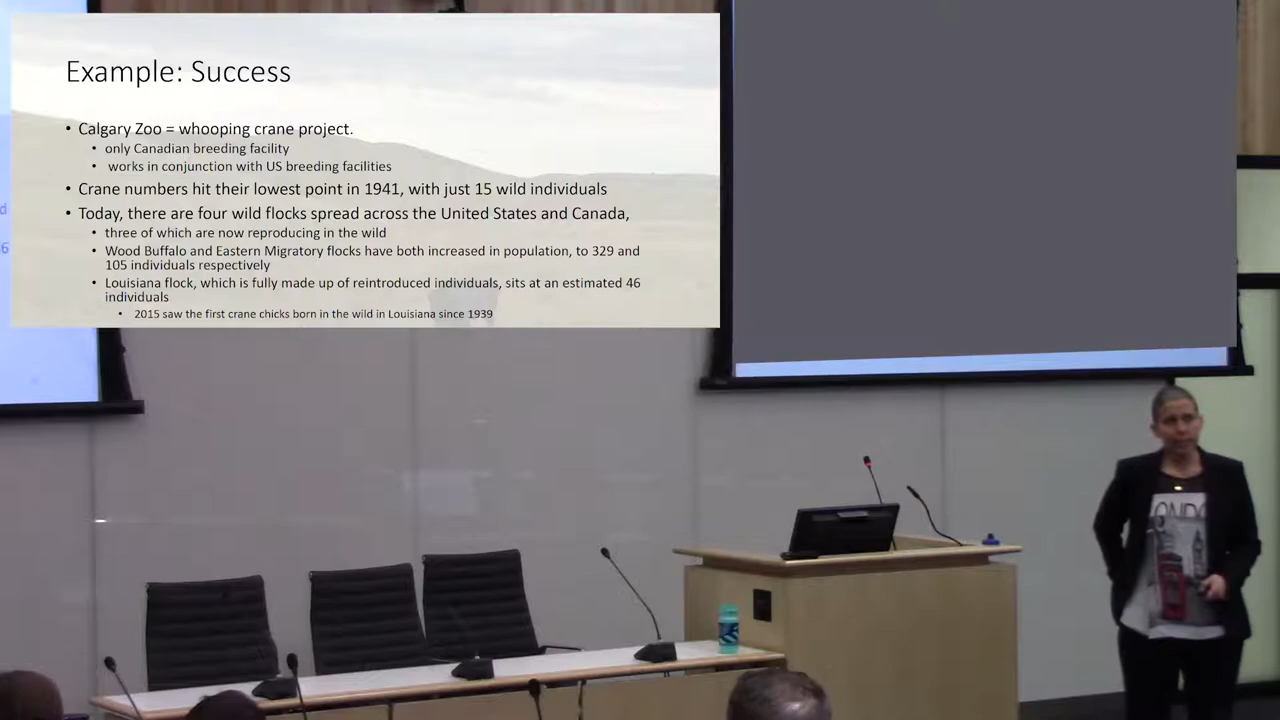 Example: Success
• Calgary Zoo = whooping crane project.
• only Canadian breeding facility
• works in conjunction with US breeding facilities
• Crane numbers hit their lowest point in 1941, with just 15 wild individuals
• Today, there are four wild flocks spread across the United States and Canada,
• three of which are now reproducing in the wild
• Wood Buffalo and Eastern Migratory flocks have both increased in population, to 329 and
105 individuals respectively
• Louisiana flock, which is fully made up of reintroduced individuals, sits at an estimated 46
individuals
• 2015 saw the first crane chicks born in the wild in Louisiana since 1939
d
6
ONDO